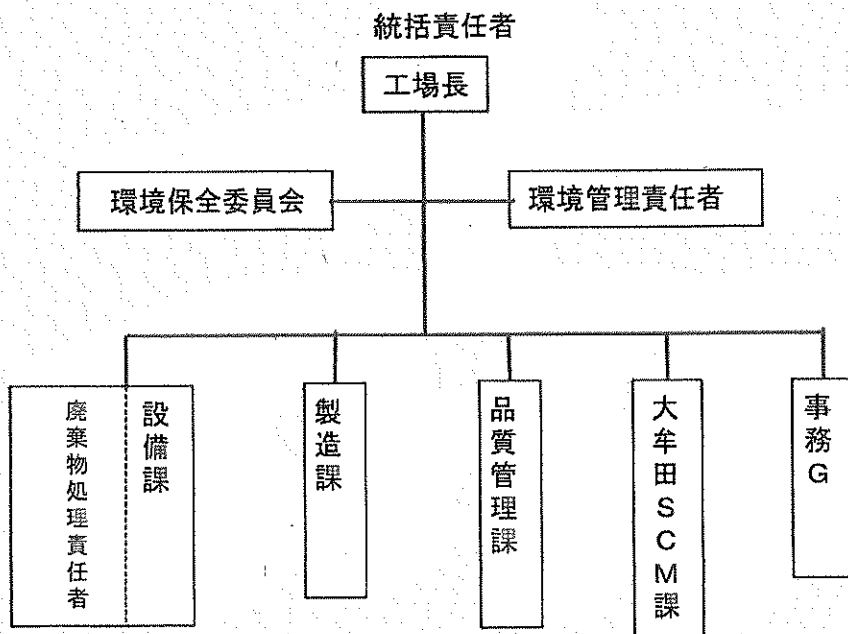 統括責任者
工場長
環境保全委員会
環境管理責任者
廃棄物処理責任者
設備課
製造課
品質管理課
大牟田SCM課
事務G